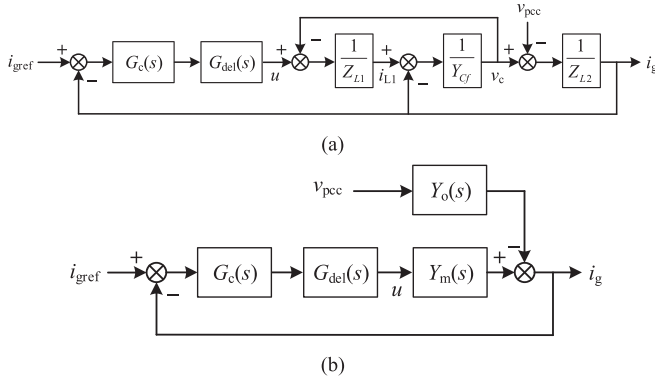 v_pcc
i_gref + − G_c(s) G_del(s) + u − 1/Z_L1 i_L1 + − 1/Y_Cf v_c + − 1/Z_L2 i_g
(a)
v_pcc Y_o(s)
i_gref + − G_c(s) G_del(s) u Y_m(s) + − i_g
(b)